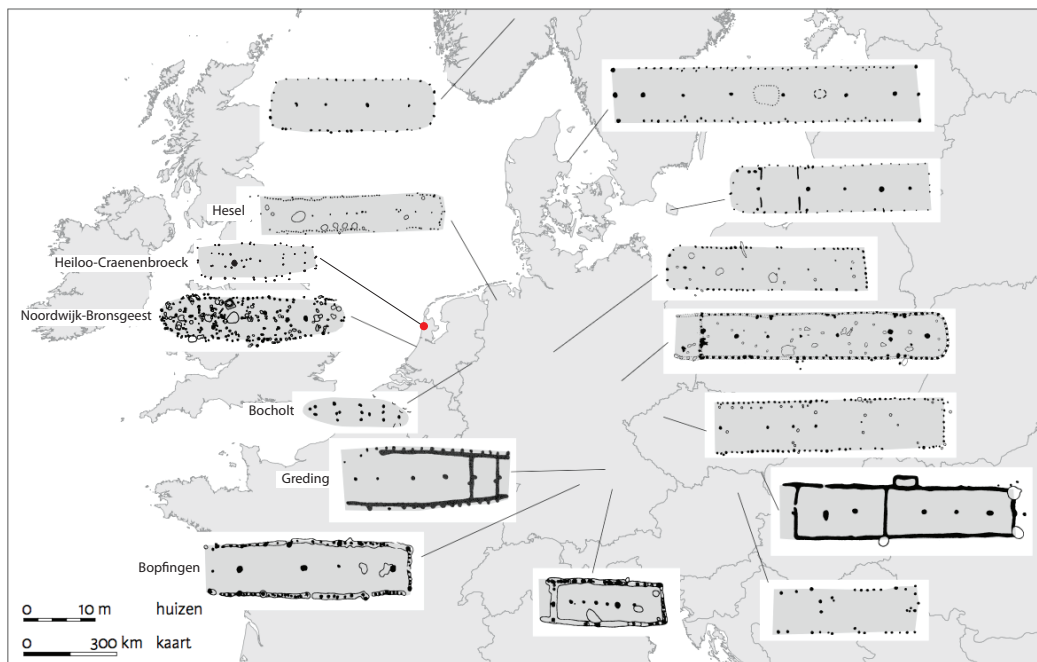 Hesel
Heiloo-Craenenbroeck
Noordwijk-Bronsgeest
Bocholt
Greding
Bopfingen
0 10 m huizen
0 300 km kaart